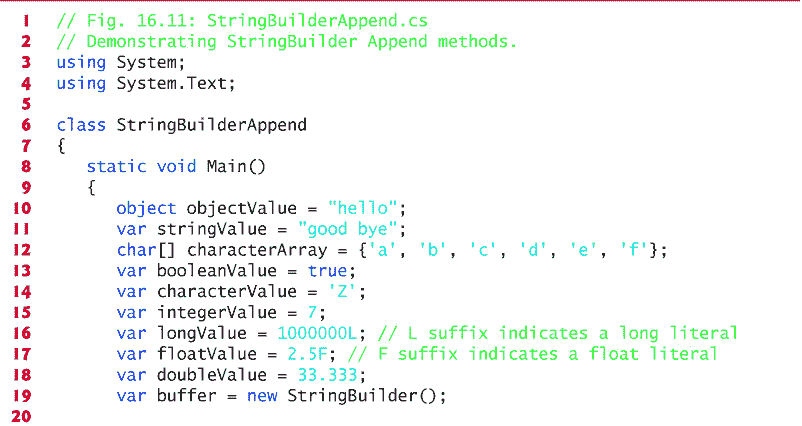 1 // Fig. 16.11: StringBuilderAppend.cs
2 // Demonstrating StringBuilder Append methods.
3 using System;
4 using System.Text;
5
6 class StringBuilderAppend
7 {
8 static void Main()
9 {
10 object objectValue = "hello";
11 var stringValue = "good bye";
12 char[] characterArray = {'a', 'b', 'c', 'd', 'e', 'f'};
13 var booleanValue = true;
14 var characterValue = 'Z';
15 var integerValue = 7;
16 var longValue = 1000000L; // L suffix indicates a long literal
17 var floatValue = 2.5F; // F suffix indicates a float literal
18 var doubleValue = 33.333;
19 var buffer = new StringBuilder();
20